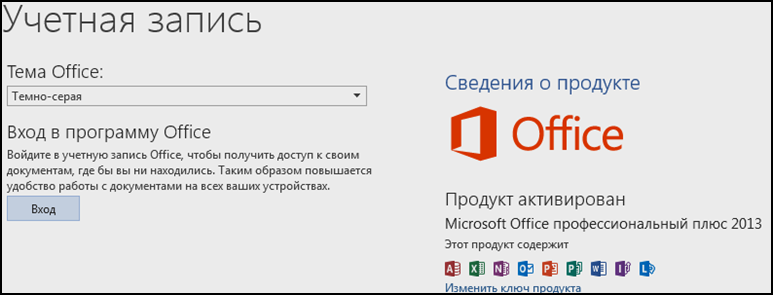 Учетная запись
Тема Office:
Темно-серая
Вход в программу Office
Войдите в учетную запись Office, чтобы получить доступ к своим
документам, где бы вы ни находились. Таким образом повышается
удобство работы с документами на всех ваших устройствах.
Вход
Сведения о продукте
Office
Продукт активирован
Microsoft Office профессиональный плюс 2013
Этот продукт содержит
Изменить ключ продукта